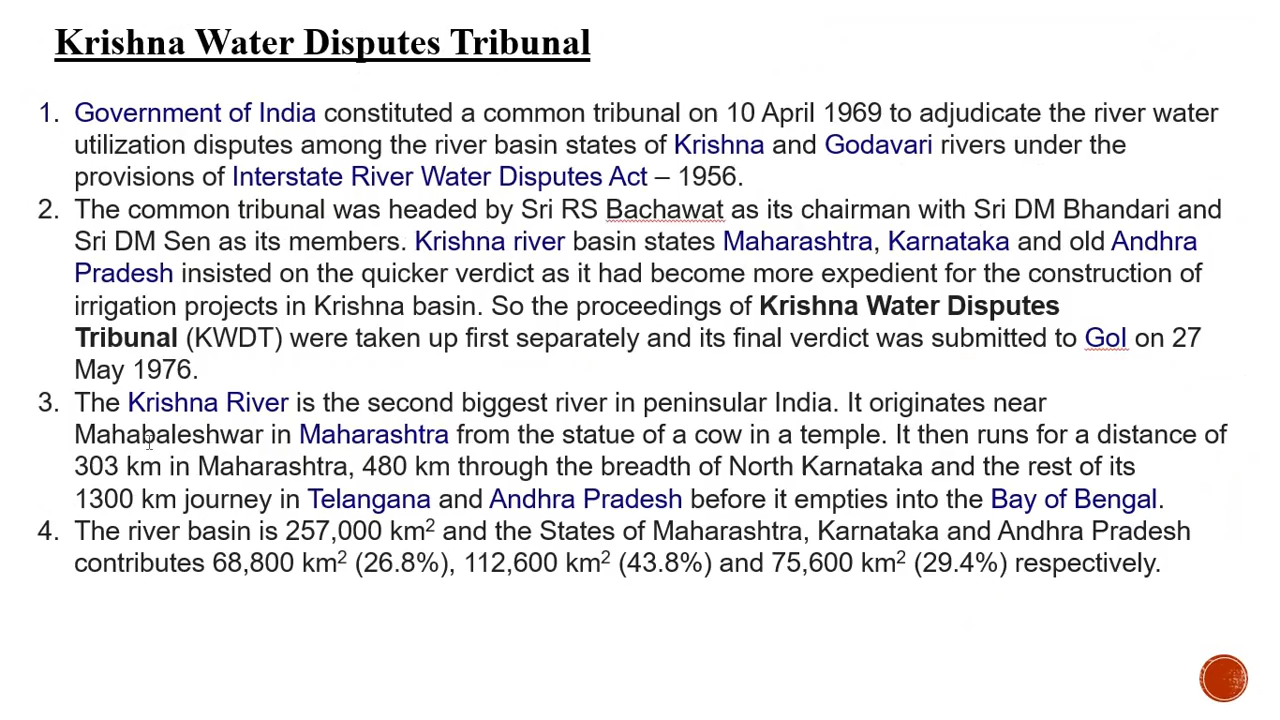 Krishna Water Disputes Tribunal
1. Government of India constituted a common tribunal on 10 April 1969 to adjudicate the river water
utilization disputes among the river basin states of Krishna and Godavari rivers under the
provisions of Interstate River Water Disputes Act – 1956.
2. The common tribunal was headed by Sri RS Bachawat as its chairman with Sri DM Bhandari and
Sri DM Sen as its members. Krishna river basin states Maharashtra, Karnataka and old Andhra
Pradesh insisted on the quicker verdict as it had become more expedient for the construction of
irrigation projects in Krishna basin. So the proceedings of Krishna Water Disputes
Tribunal (KWDT) were taken up first separately and its final verdict was submitted to GoI on 27
May 1976.
3. The Krishna River is the second biggest river in peninsular India. It originates near
Mahabaleshwar in Maharashtra from the statue of a cow in a temple. It then runs for a distance of
303 km in Maharashtra, 480 km through the breadth of North Karnataka and the rest of its
1300 km journey in Telangana and Andhra Pradesh before it empties into the Bay of Bengal.
4. The river basin is 257,000 km² and the States of Maharashtra, Karnataka and Andhra Pradesh
contributes 68,800 km² (26.8%), 112,600 km² (43.8%) and 75,600 km² (29.4%) respectively.